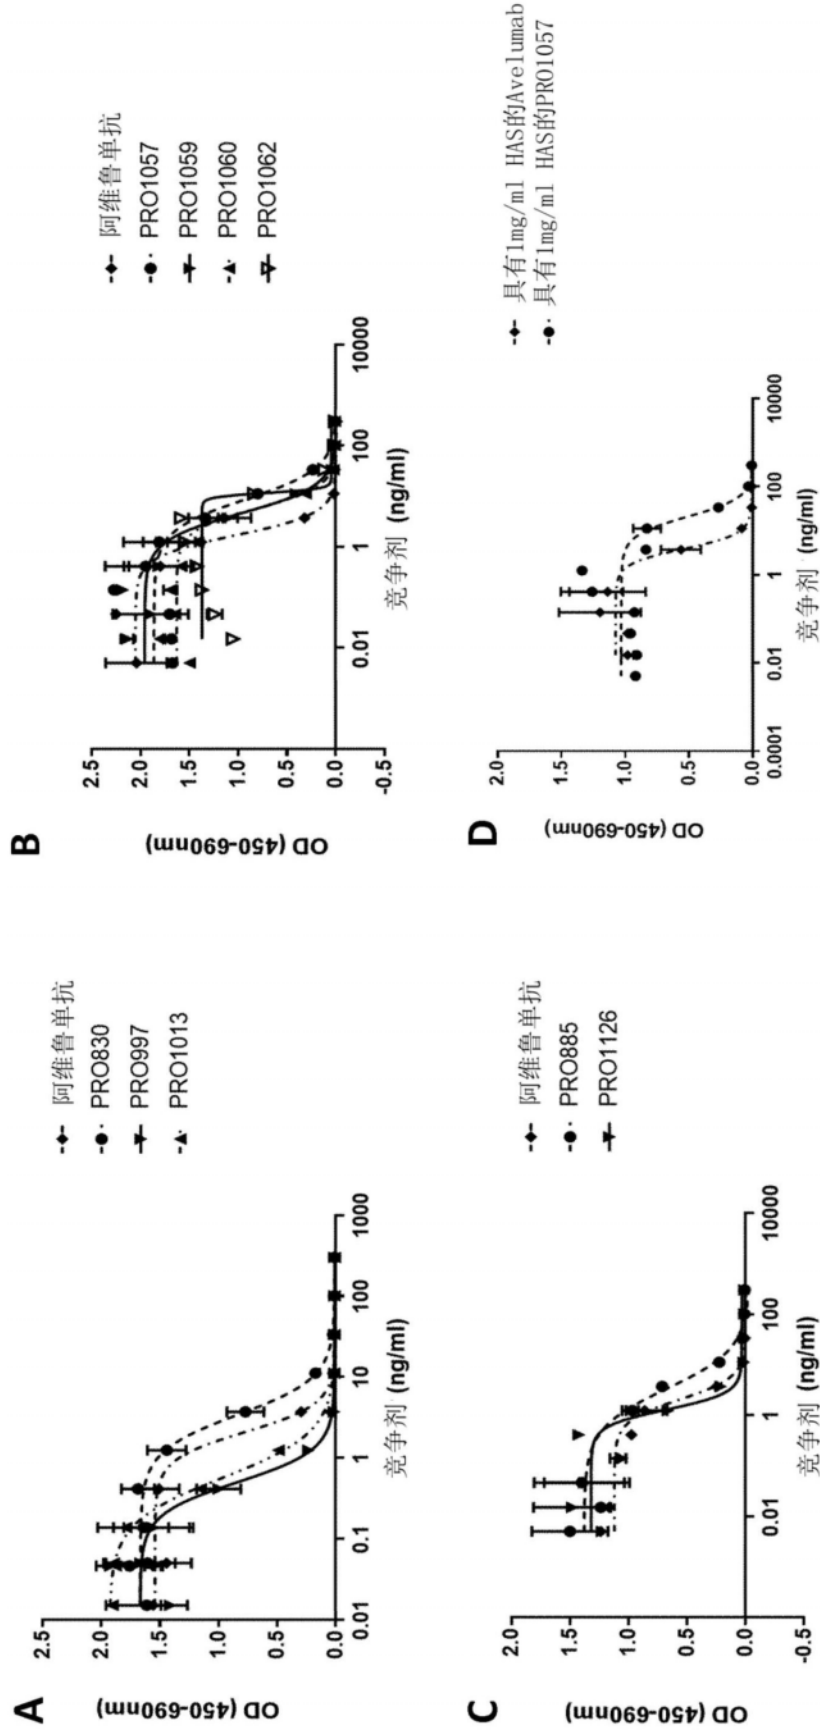 A
OD (450-690nm)
2.5
2.0
1.5
1.0
0.5
0.0
0.01
0.1
1
10
100
1000
竞争剂 (ng/ml)
阿维鲁单抗
PRO830
PRO997
PRO1013
B
OD (450-690nm)
2.5
2.0
1.5
1.0
0.5
0.0
-0.5
0.01
1
100
10000
竞争剂 (ng/ml)
阿维鲁单抗
PRO1057
PRO1059
PRO1060
PRO1062
C
OD (450-690nm)
2.0
1.5
1.0
0.5
0.0
-0.5
0.01
1
100
10000
竞争剂 (ng/ml)
阿维鲁单抗
PRO885
PRO1126
D
OD (450-690nm)
2.0
1.5
1.0
0.5
0.0
0.0001
0.01
1
100
10000
竞争剂 (ng/ml)
具有1mg/ml HAS的Avelumab
具有1mg/ml HAS的PRO1057